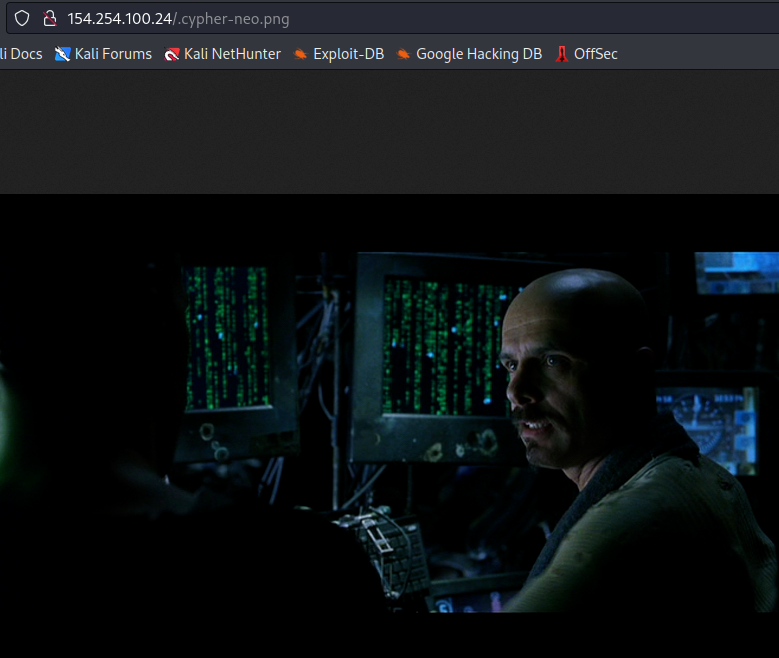 154.254.100.24/.cypher-neo.png
li Docs Kali Forums Kali NetHunter Exploit-DB Google Hacking DB OffSec